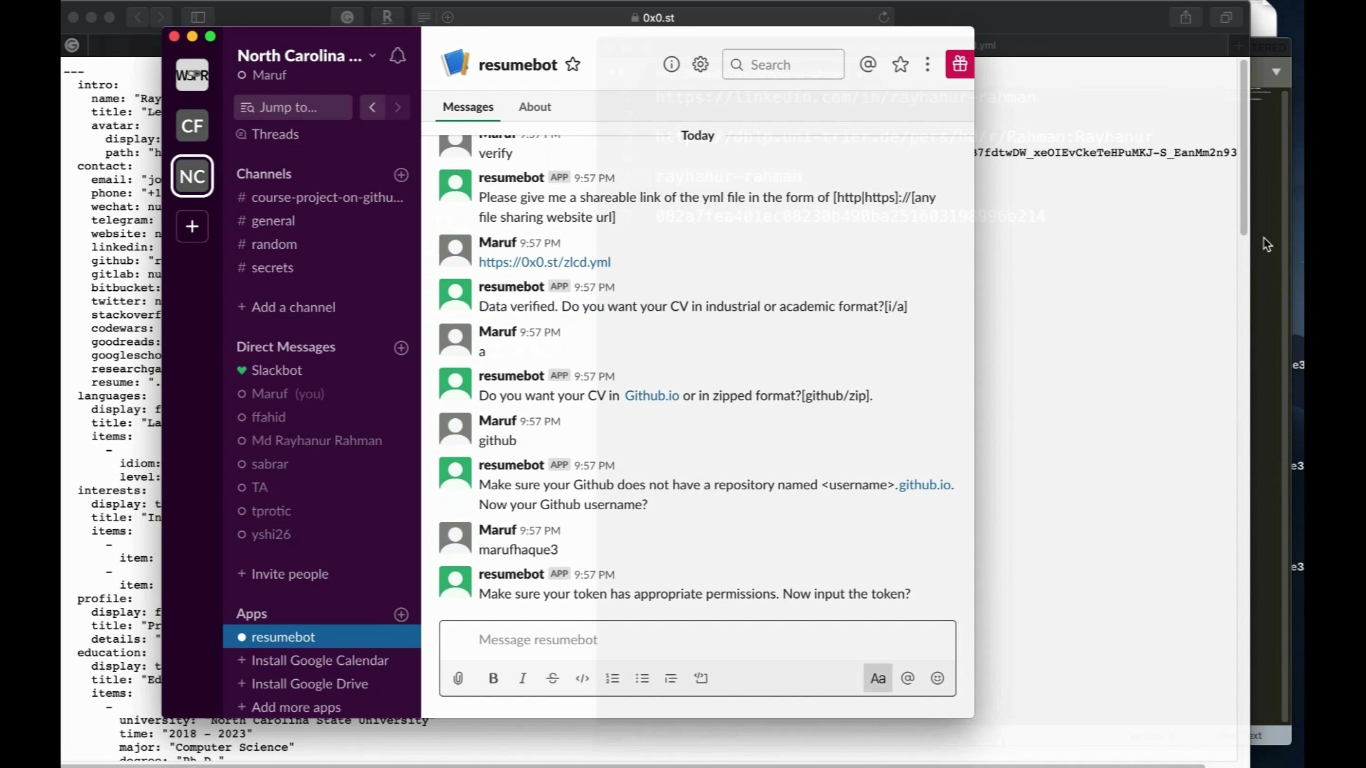 0x0.st
---
intro:
name: "Ray
title: "Le
avatar:
display:
path: "h
contact:
email: "jo
phone: "+1
wechat: nu
telegram:
website: n
linkedin:
github: "r
gitlab: nu
bitbucket:
twitter: n
stackoverf
codewars:
goodreads:
googlescho
researchga
resume: ".
languages:
display: f
title: "La
items:
-
idiom:
level:
interests:
display: t
title: "In
items:
-
item:
-
item:
profile:
display: f
title: "Pr
details: "
education:
display: t
title: "Ed
items:
-
university: "North Carolina State University"
time: "2018 - 2023"
major: "Computer Science"
degree: "Ph.D."
WSPR
CF
NC
+
North Carolina ...
Maruf
Jump to...
Threads
Channels
# course-project-on-githu...
# general
# random
# secrets
+ Add a channel
Direct Messages
Slackbot
Maruf (you)
ffahid
Md Rayhanur Rahman
sabrar
TA
tprotic
yshi26
+ Invite people
Apps
resumebot
+ Install Google Calendar
+ Install Google Drive
+ Add more apps
resumebot
Search
Messages About
Today
Maruf 9:57 PM
verify
resumebot APP 9:57 PM
Please give me a shareable link of the yml file in the form of [http|https]://[any
file sharing website url]
Maruf 9:57 PM
https://0x0.st/zlcd.yml
resumebot APP 9:57 PM
Data verified. Do you want your CV in industrial or academic format?[i/a]
Maruf 9:57 PM
a
resumebot APP 9:57 PM
Do you want your CV in Github.io or in zipped format?[github/zip].
Maruf 9:57 PM
github
resumebot APP 9:57 PM
Make sure your Github does not have a repository named <username>.github.io.
Now your Github username?
Maruf 9:57 PM
marufhaque3
resumebot APP 9:57 PM
Make sure your token has appropriate permissions. Now input the token?
Message resumebot
B I S </> Aa @
.yml
https://linkedin.com/in/rayhanur-rahman
37fdtwDW_xeOIEvCkeTeHPuMKJ-S_EanMm2n93
rayhanur-rahman
e3
e3
e3